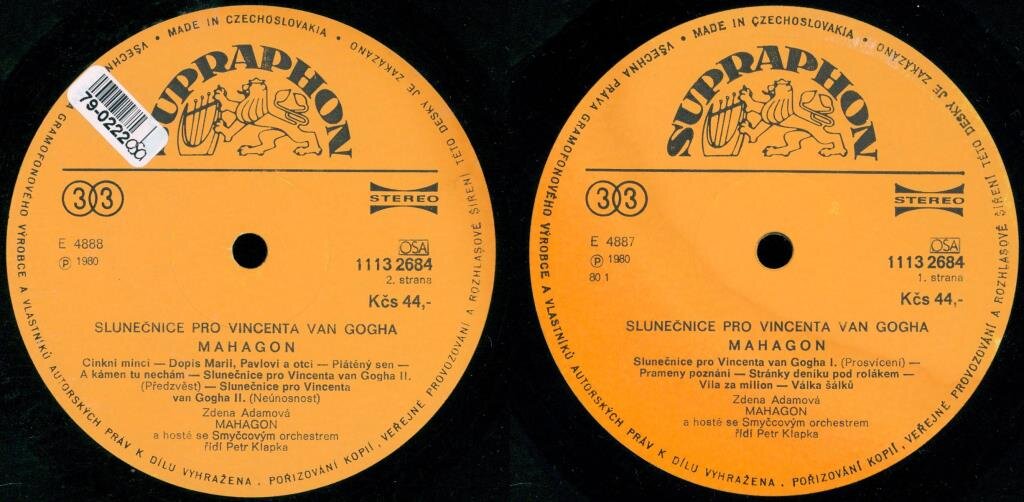 VŠECHNA • MADE IN CZECHOSLOVAKIA • ZAKÁZÁNO
GRAMOFONOVÉHO VÝROBCE A VLASTNÍKŮ AUTORSKÝCH PRÁV K DÍLU VYHRAŽENA. POŘIZOVÁNÍ KOPIÍ, VEŘEJNÉ PROVOZOVÁNÍ A ROZHLASOVÉ ŠÍŘENÍ TÉTO DESKY JE
SUPRAPHON
79-0222
33
STEREO
E 4888
OSA
Ⓟ 1980
1113 2684
2. strana
Kčs 44,-
SLUNEČNICE PRO VINCENTA VAN GOGHA
MAHAGON
Cinkni mincí — Dopis Marii, Pavlovi a otci — Plátěný sen —
A kámen tu nechám — Slunečnice pro Vincenta van Gogha II.
(Předzvěst) — Slunečnice pro Vincenta
van Gogha II. (Neúnosnost)
Zdena Adamová
MAHAGON
a hosté se Smyčcovým orchestrem
řídí Petr Klapka
VŠECHNA PRÁVA GRAMOFONOVÉHO VÝROBCE A VLASTNÍKŮ AUTORSKÝCH PRÁV K DÍLU VYHRAŽENA. POŘIZOVÁNÍ KOPIÍ, VEŘEJNÉ PROVOZOVÁNÍ A ROZHLASOVÉ ŠÍŘENÍ TÉTO DESKY JE ZAKÁZÁNO
• MADE IN CZECHOSLOVAKIA •
SUPRAPHON
33
STEREO
E 4887
OSA
Ⓟ 1980
1113 2684
80 1
1. strana
Kčs 44,-
SLUNEČNICE PRO VINCENTA VAN GOGHA
MAHAGON
Slunečnice pro Vincenta van Gogha I. (Prosvícení) —
Prameny poznání — Stránky deníku pod rolákem —
Vila za milion — Válka šálků
Zdena Adamová
MAHAGON
a hosté se Smyčcovým orchestrem
řídí Petr Klapka